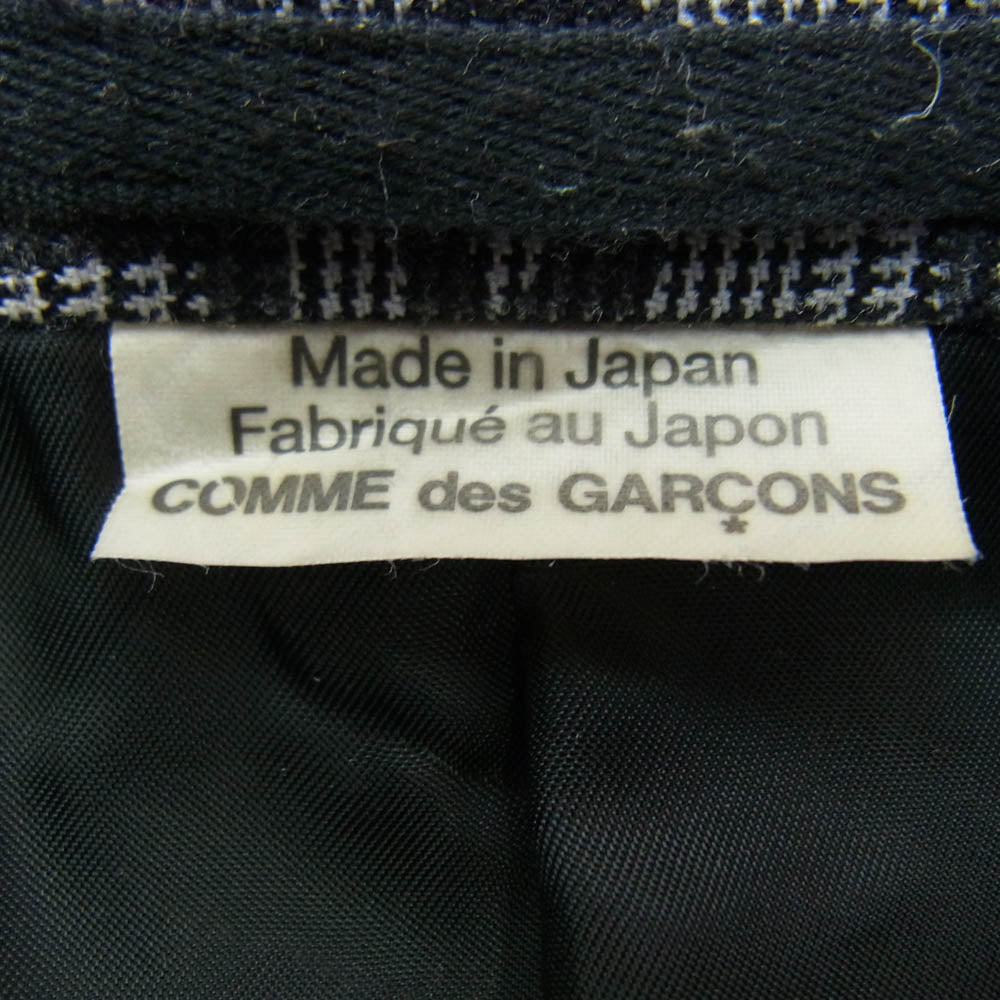 Made in Japan
Fabriqué au Japon
COMME des GARÇONS